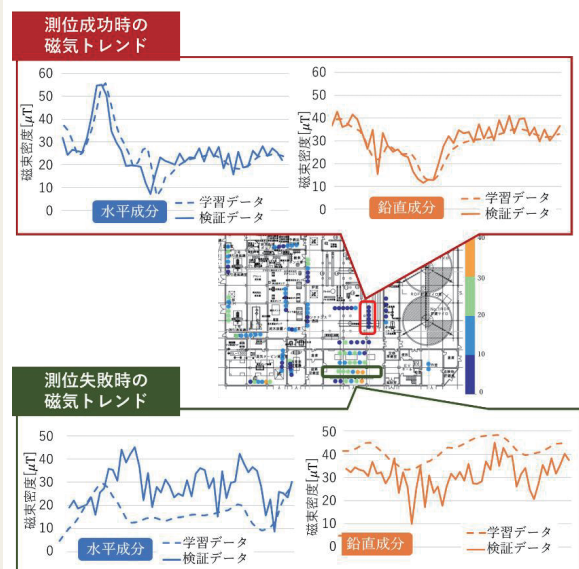 測位成功時の
磁気トレンド
磁束密度[μT]
60
50
40
30
20
10
0
水平成分
学習データ
検証データ
磁束密度[μT]
60
50
40
30
20
10
0
鉛直成分
学習データ
検証データ
40
30
20
10
0
測位失敗時の
磁気トレンド
磁束密度[μT]
50
40
30
20
10
0
水平成分
学習データ
検証データ
磁束密度[μT]
50
40
30
20
10
0
鉛直成分
学習データ
検証データ